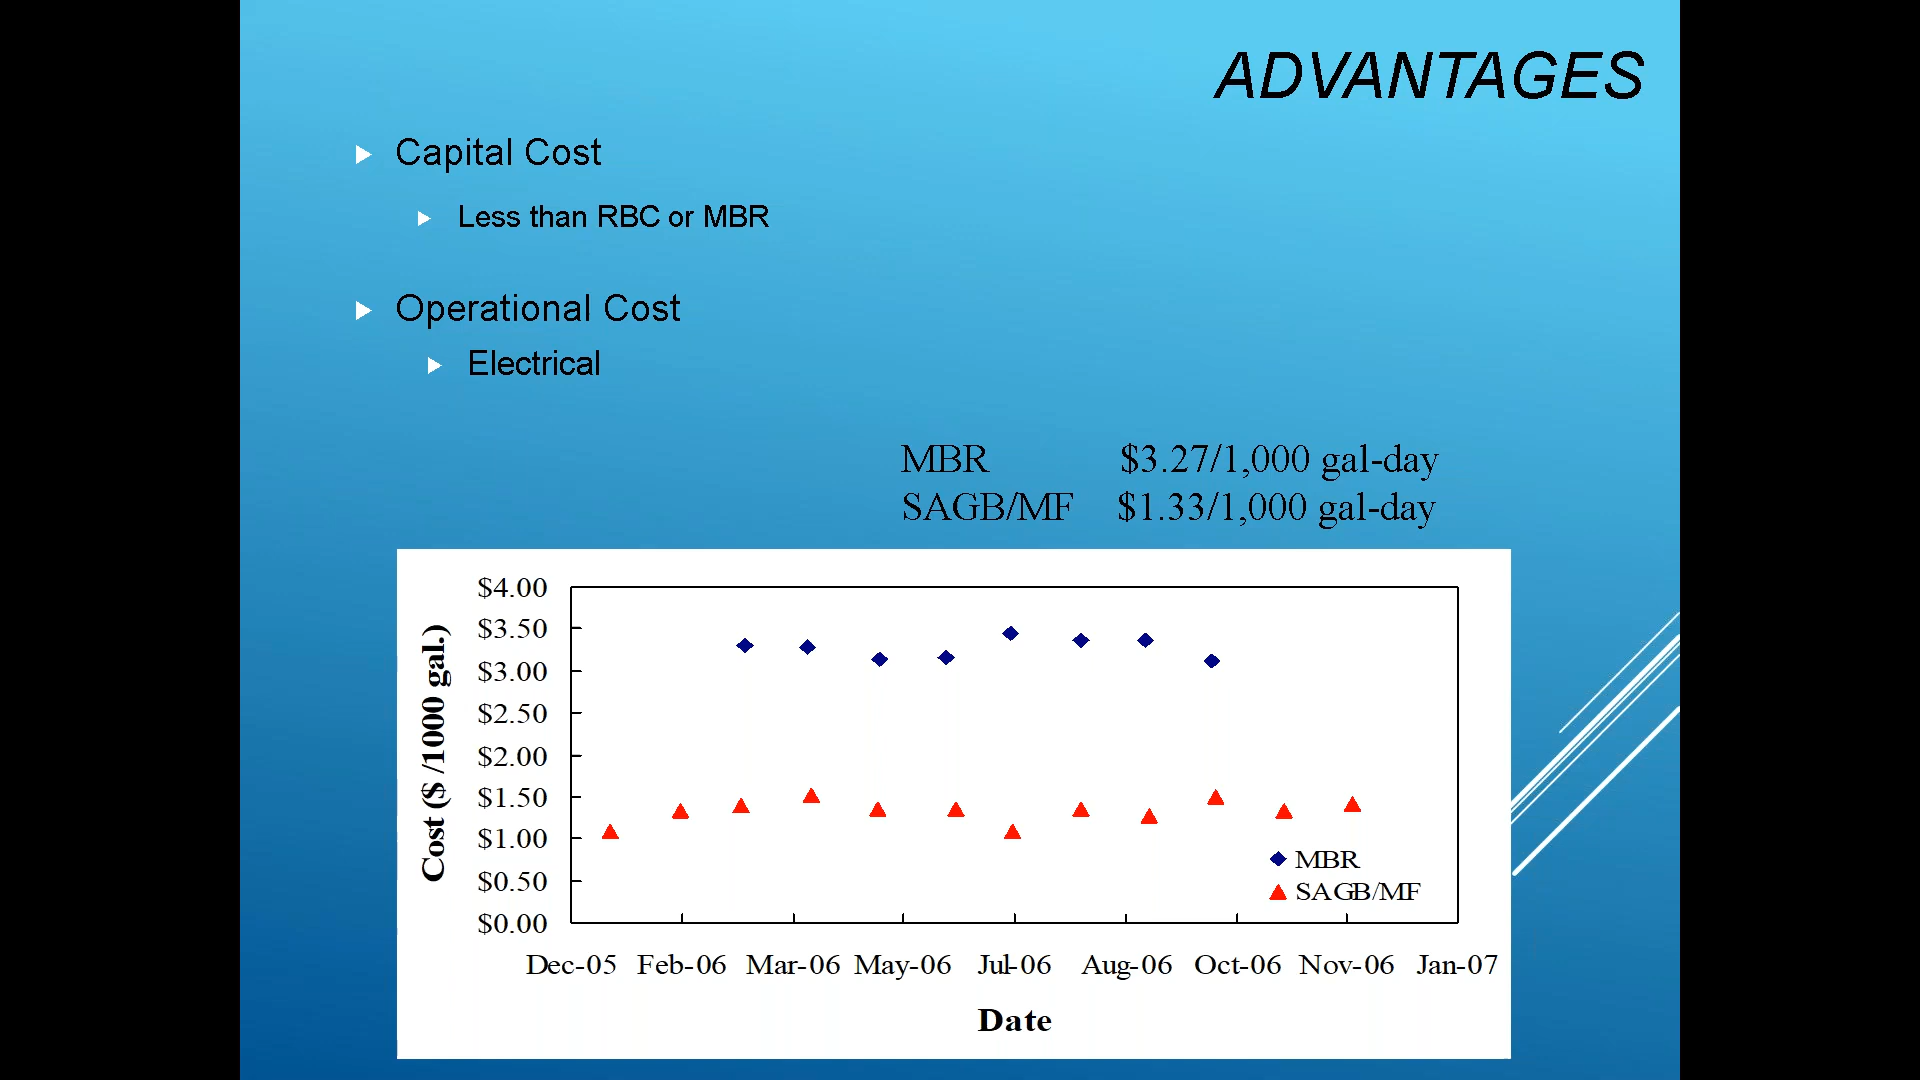 ADVANTAGES
Capital Cost
Less than RBC or MBR
Operational Cost
Electrical
MBR $3.27/1,000 gal-day
SAGB/MF $1.33/1,000 gal-day
$4.00
$3.50
$3.00
$2.50
$2.00
$1.50
$1.00
$0.50
$0.00
Cost ($ /1000 gal.)
MBR
SAGB/MF
Dec-05 Feb-06 Mar-06 May-06 Jul-06 Aug-06 Oct-06 Nov-06 Jan-07
Date